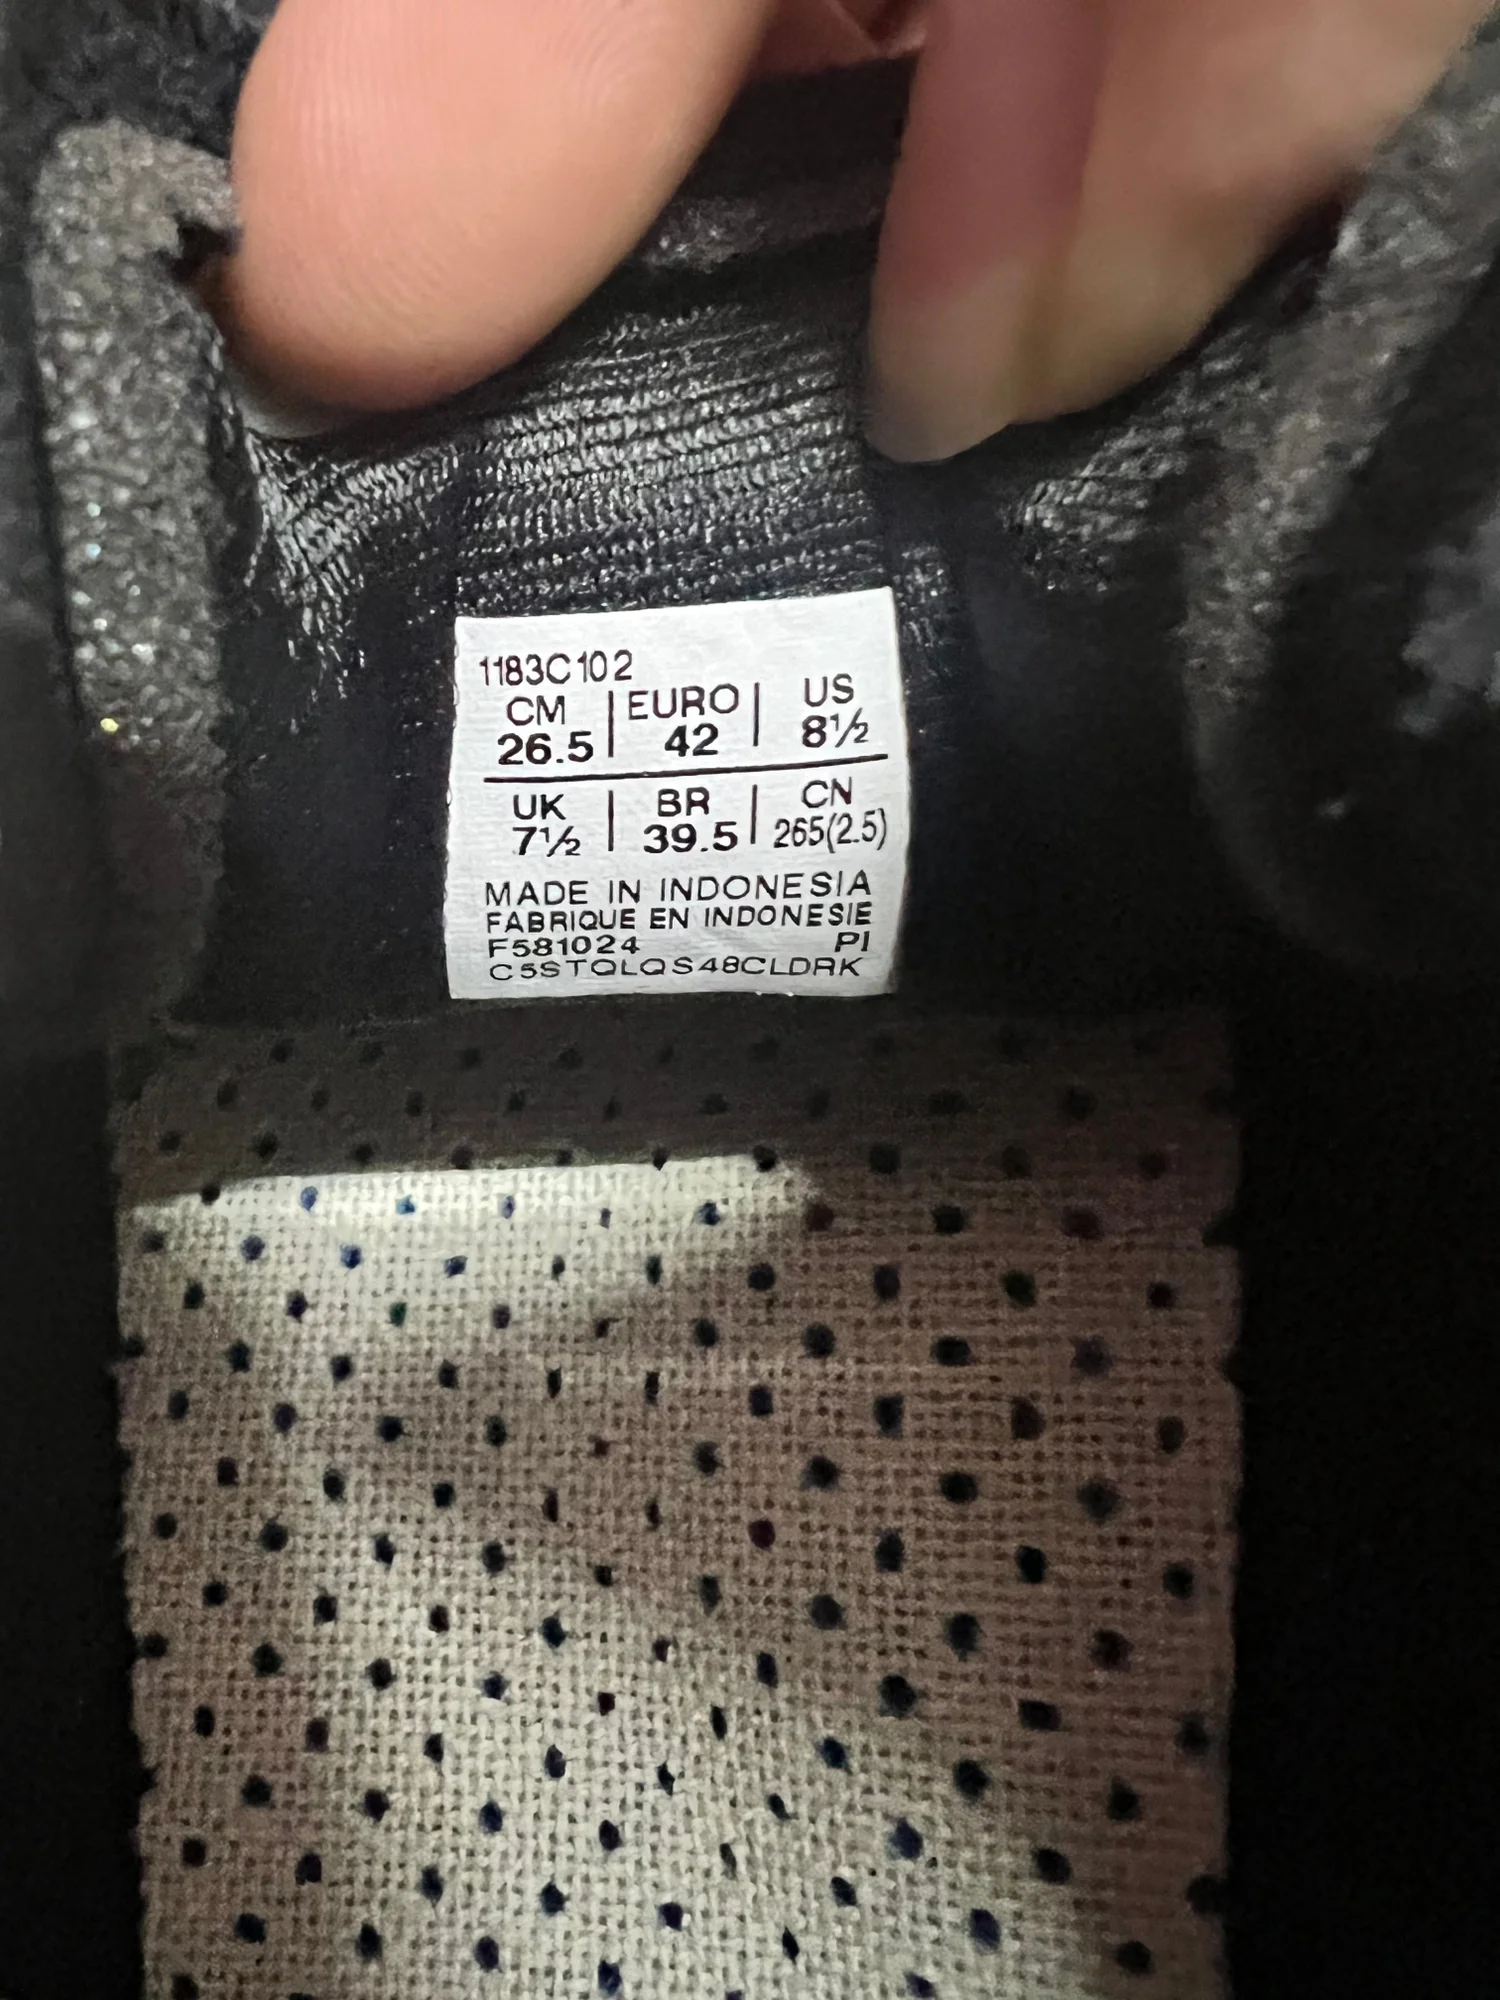 1183C102
CM | EURO | US
26.5 | 42 | 8½
UK | BR | CN
7½ | 39.5 | 265(2.5)
MADE IN INDONESIA
FABRIQUE EN INDONESIE
F581024 PI
C5STQLQS48CLDRK